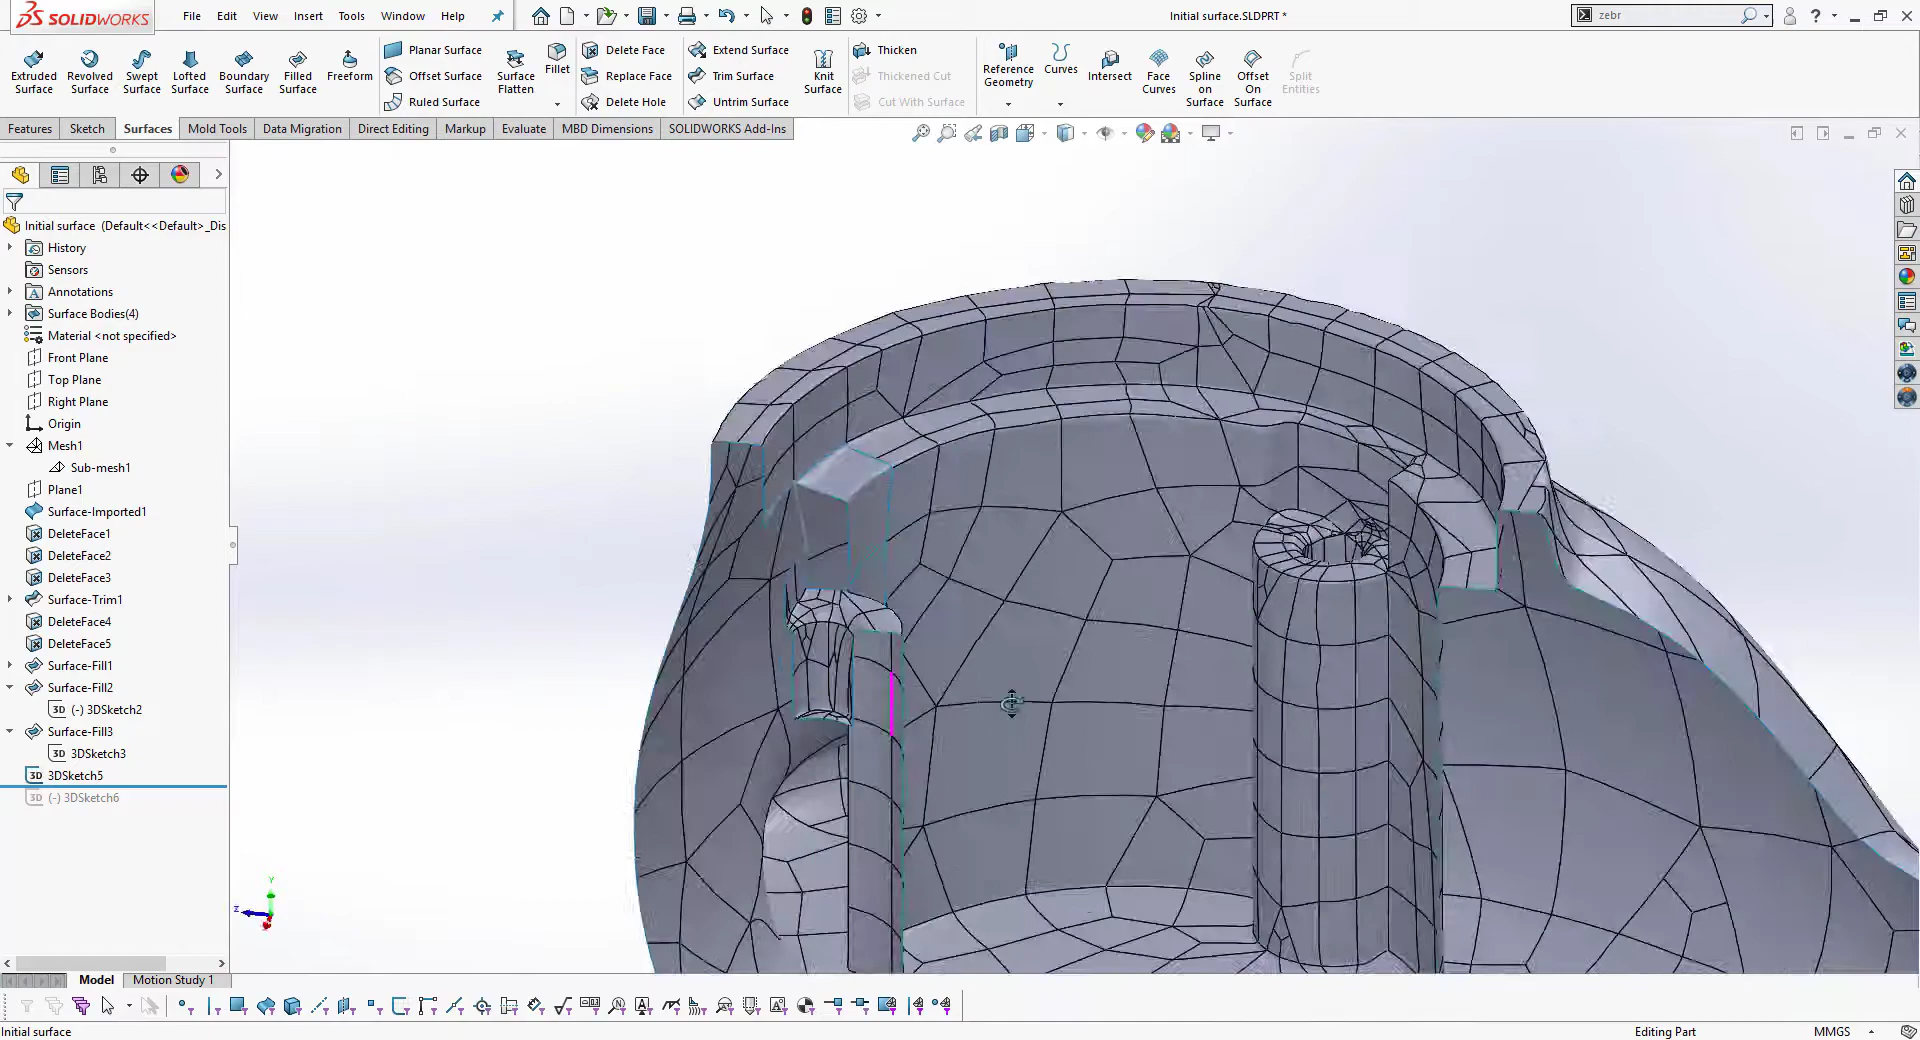 SOLIDWORKS
File Edit View Insert Tools Window Help
Initial surface.SLDPRT *
zebr
Extruded Surface
Revolved Surface
Swept Surface
Lofted Surface
Boundary Surface
Filled Surface
Freeform
Planar Surface
Offset Surface
Ruled Surface
Surface Flatten
Fillet
Delete Face
Replace Face
Delete Hole
Extend Surface
Trim Surface
Untrim Surface
Knit Surface
Thicken
Thickened Cut
Cut With Surface
Reference Geometry
Curves
Intersect
Face Curves
Spline on Surface
Offset On Surface
Split Entities
Features Sketch Surfaces Mold Tools Data Migration Direct Editing Markup Evaluate MBD Dimensions SOLIDWORKS Add-Ins
Initial surface (Default<<Default>_Dis
History
Sensors
Annotations
Surface Bodies(4)
Material <not specified>
Front Plane
Top Plane
Right Plane
Origin
Mesh1
Sub-mesh1
Plane1
Surface-Imported1
DeleteFace1
DeleteFace2
DeleteFace3
Surface-Trim1
DeleteFace4
DeleteFace5
Surface-Fill1
Surface-Fill2
3D (-) 3DSketch2
Surface-Fill3
3D 3DSketch3
3D 3DSketch5
3D (-) 3DSketch6
Y
Z
Model Motion Study 1
Initial surface
Editing Part
MMGS